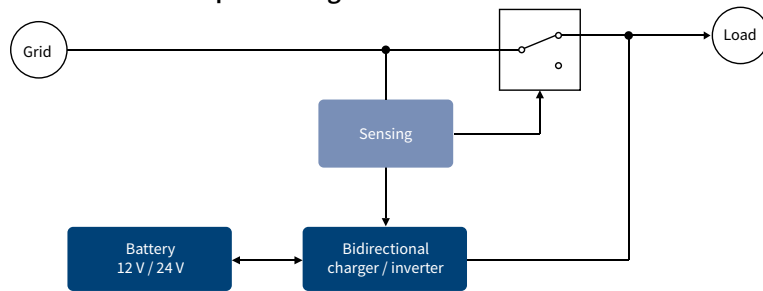 Grid
Load
Sensing
Battery
12 V / 24 V
Bidirectional
charger / inverter